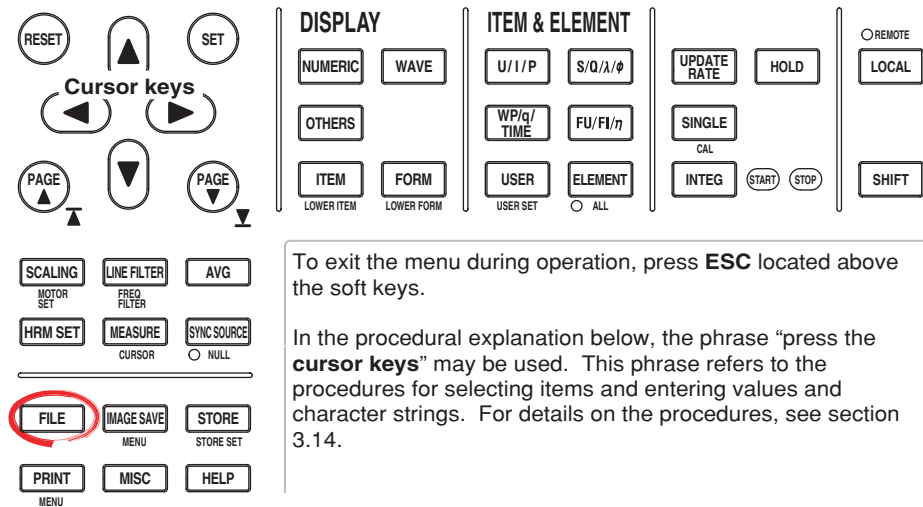 RESET
SET
Cursor keys
PAGE
PAGE
DISPLAY
NUMERIC
WAVE
OTHERS
ITEM
FORM
LOWER ITEM
LOWER FORM
ITEM & ELEMENT
U / I / P
S/Q/λ/ϕ
WP/q/
TIME
FU/FI/η
USER
ELEMENT
USER SET
ALL
UPDATE
RATE
HOLD
SINGLE
CAL
INTEG
START
STOP
REMOTE
LOCAL
SHIFT
SCALING
LINE FILTER
AVG
MOTOR
SET
FREQ
FILTER
HRM SET
MEASURE
SYNC SOURCE
CURSOR
NULL
FILE
IMAGE SAVE
STORE
MENU
STORE SET
PRINT
MISC
HELP
MENU
To exit the menu during operation, press ESC located above
the soft keys.
In the procedural explanation below, the phrase “press the
cursor keys” may be used. This phrase refers to the
procedures for selecting items and entering values and
character strings. For details on the procedures, see section
3.14.